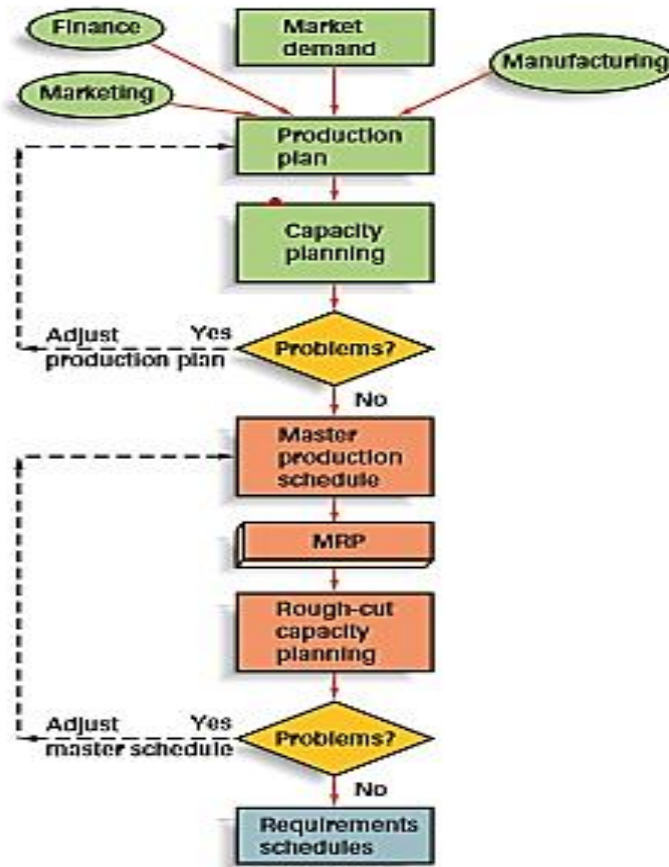 Finance
Market
demand
Manufacturing
Marketing
Production
plan
Capacity
planning
Adjust Yes
production plan
Problems?
No
Master
production
schedule
MRP
Rough-cut
capacity
planning
Adjust Yes
master schedule
Problems?
No
Requirements
schedules